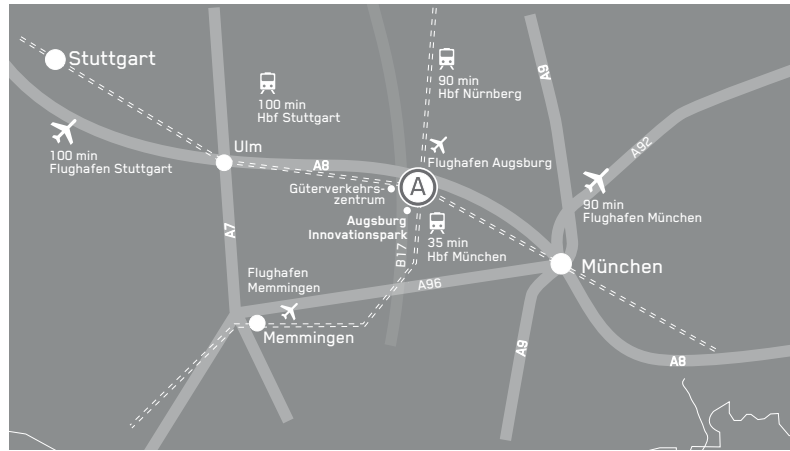 Stuttgart
100 min
Hbf Stuttgart
90 min
Hbf Nürnberg
A9
A92
100 min
Flughafen Stuttgart
Ulm
A8
Flughafen Augsburg
Güterverkehrs-
zentrum
A
90 min
Flughafen München
Augsburg
Innovationspark
A7
B17
35 min
Hbf München
München
Flughafen
Memmingen
A96
Memmingen
A9
A8